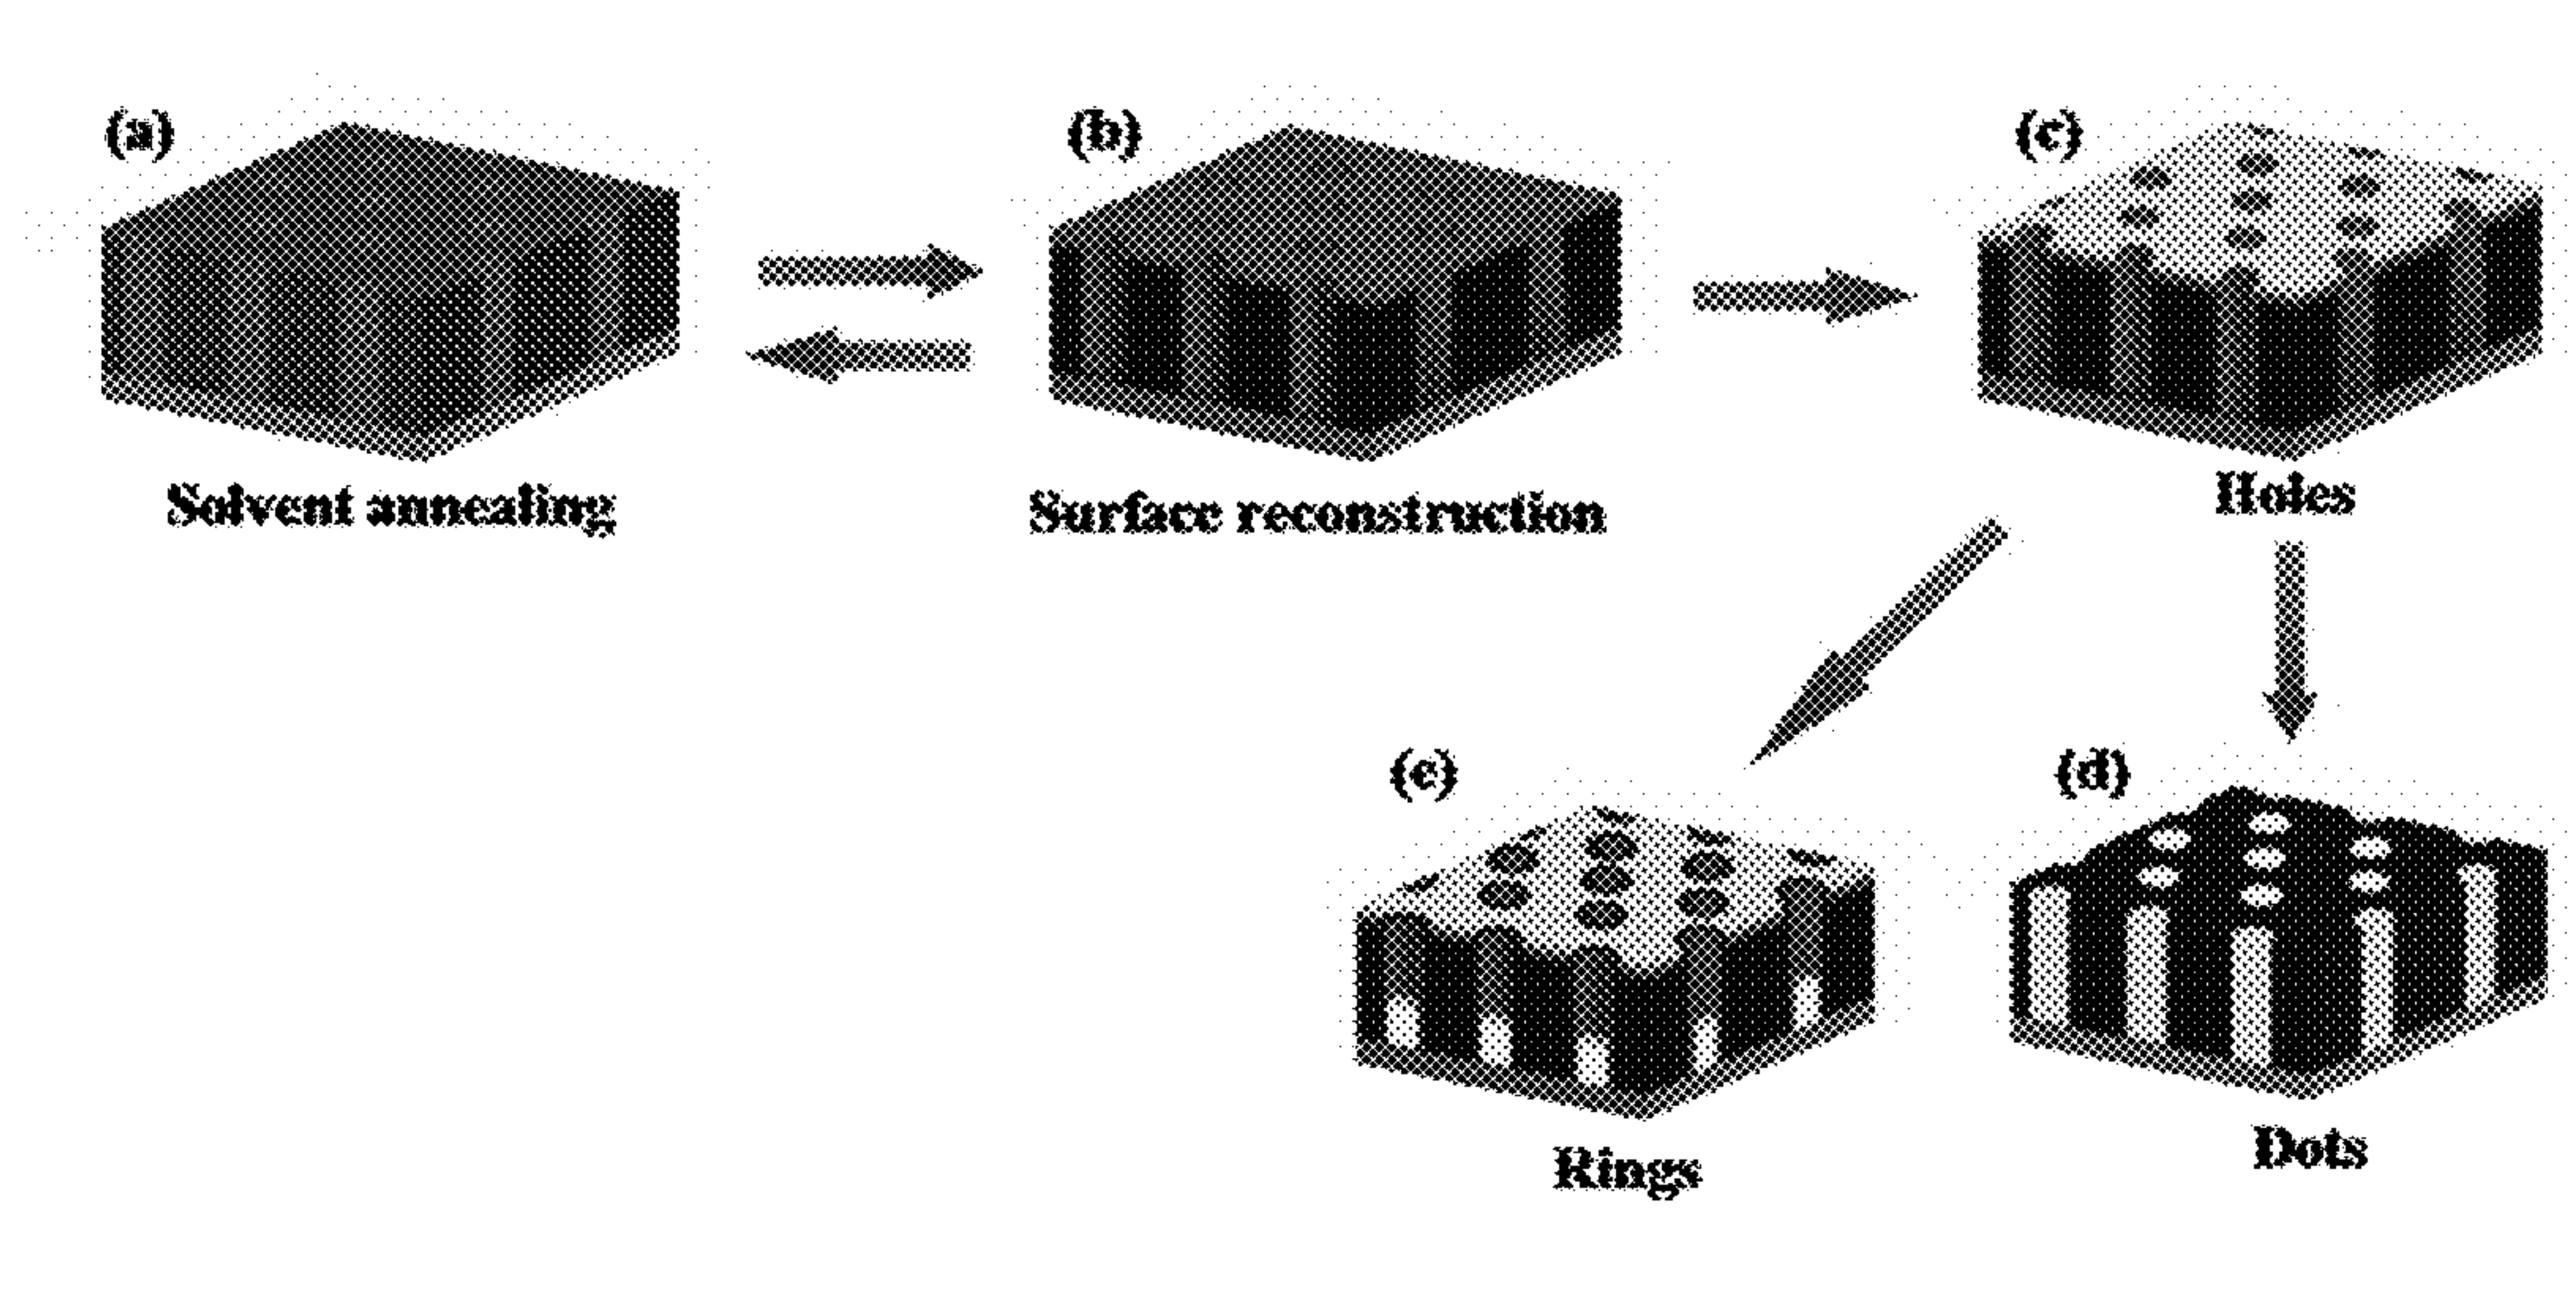 (a)
(b)
(c)
Solvent annealing
Surface reconstruction
Holes
(e)
(d)
Rings
Dots